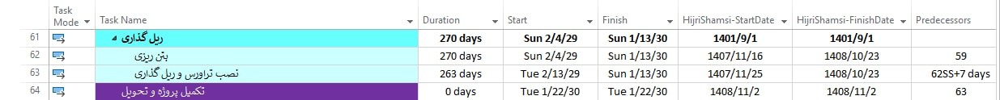 Task Mode Task Name Duration Start Finish HijriShamsi-StartDate HijriShamsi-FinishDate Predecessors
61 ریل گذاری 270 days Sun 2/4/29 Sun 1/13/30 1401/9/1 1401/9/1
62 بتن ریزی 270 days Sun 2/4/29 Sun 1/13/30 1407/11/16 1408/10/23 59
63 نصب تراورس و ریل گذاری 263 days Tue 2/13/29 Sun 1/13/30 1407/11/25 1408/10/23 62SS+7 days
64 تکمیل پروژه و تحویل 0 days Tue 1/22/30 Tue 1/22/30 1408/11/2 1408/11/2 63